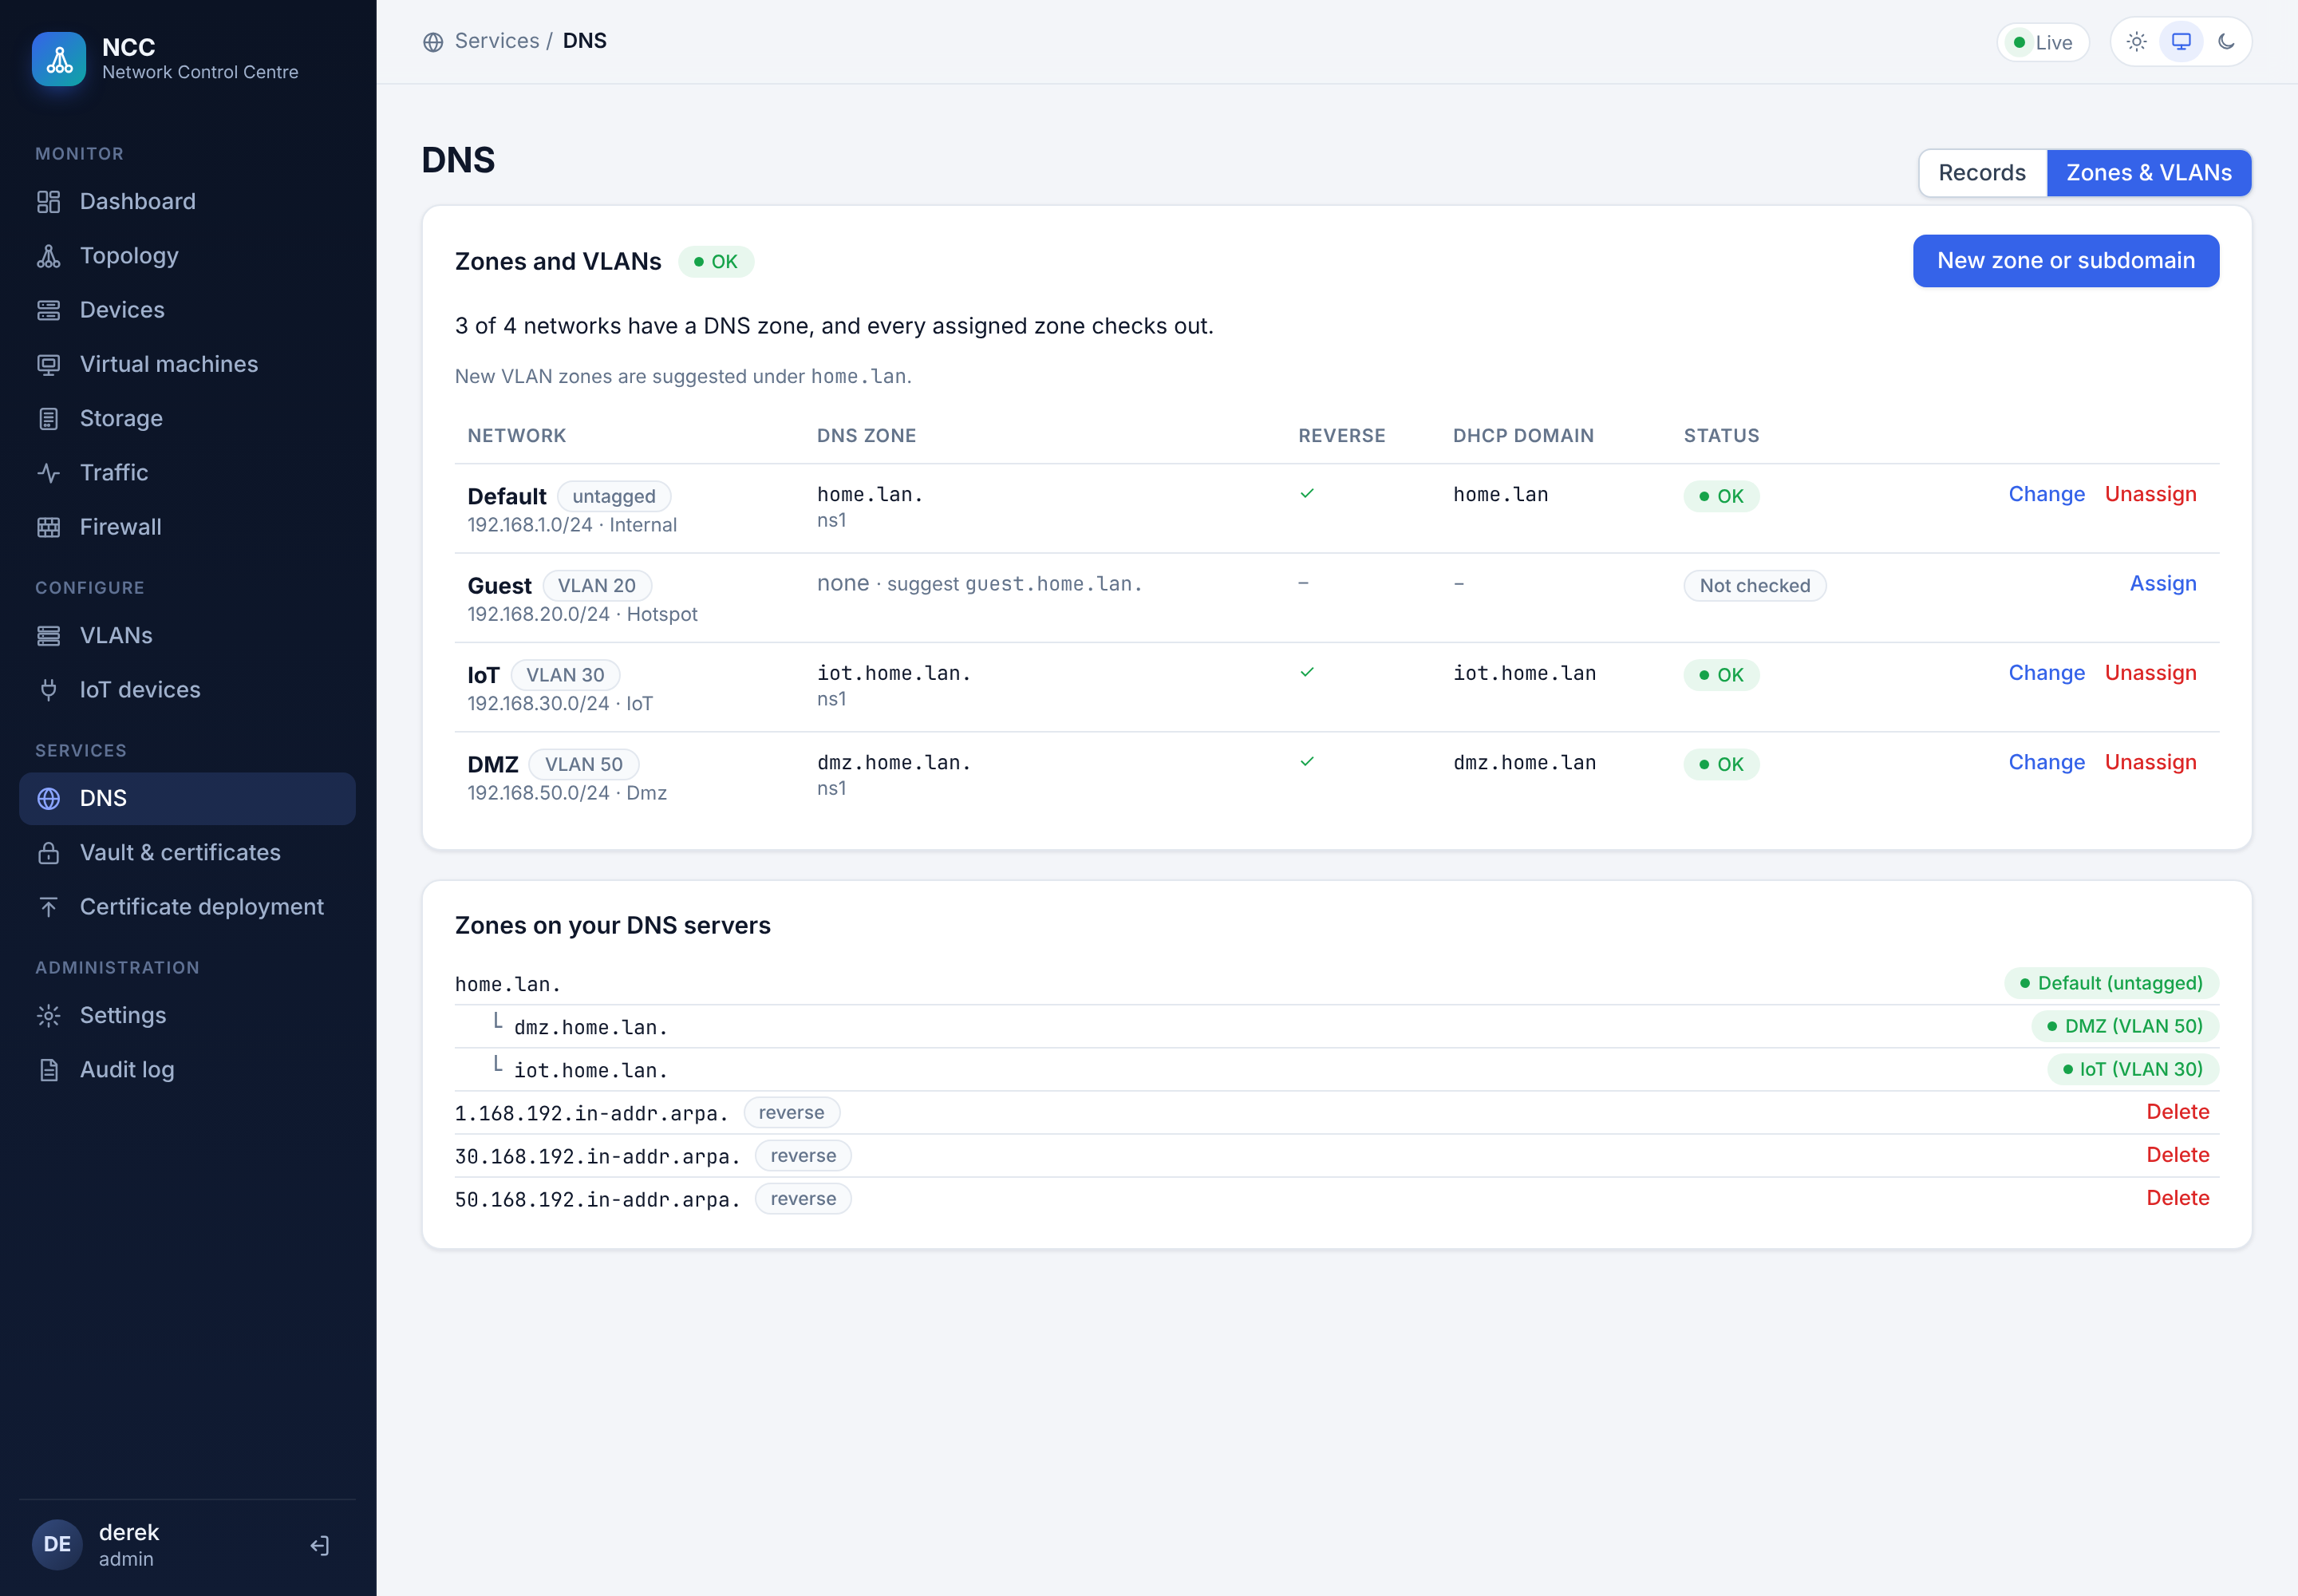 NCC
Network Control Centre
MONITOR
Dashboard
Topology
Devices
Virtual machines
Storage
Traffic
Firewall
CONFIGURE
VLANs
IoT devices
SERVICES
DNS
Vault & certificates
Certificate deployment
ADMINISTRATION
Settings
Audit log
DE
derek
admin
Services / DNS
Live
DNS
Records
Zones & VLANs
Zones and VLANs
OK
New zone or subdomain
3 of 4 networks have a DNS zone, and every assigned zone checks out.
New VLAN zones are suggested under home.lan.
NETWORK DNS ZONE REVERSE DHCP DOMAIN STATUS
Default untagged home.lan. ✓ home.lan OK Change Unassign
192.168.1.0/24 · Internal ns1
Guest VLAN 20 none · suggest guest.home.lan. – – Not checked Assign
192.168.20.0/24 · Hotspot
IoT VLAN 30 iot.home.lan. ✓ iot.home.lan OK Change Unassign
192.168.30.0/24 · IoT ns1
DMZ VLAN 50 dmz.home.lan. ✓ dmz.home.lan OK Change Unassign
192.168.50.0/24 · Dmz ns1
Zones on your DNS servers
home.lan. Default (untagged)
└ dmz.home.lan. DMZ (VLAN 50)
└ iot.home.lan. IoT (VLAN 30)
1.168.192.in-addr.arpa. reverse Delete
30.168.192.in-addr.arpa. reverse Delete
50.168.192.in-addr.arpa. reverse Delete